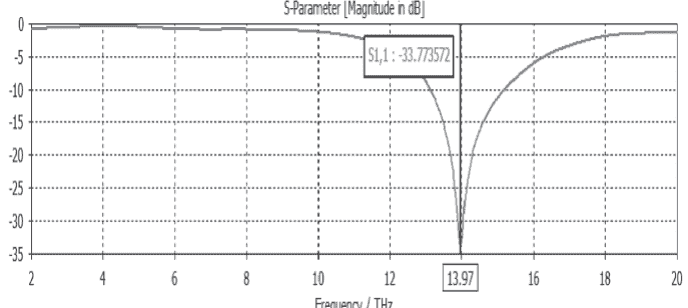 S-Parameter [Magnitude in dB]
0
S1,1 : -33.773572
-5
-10
-15
-20
-25
-30
-35
2 4 6 8 10 12 13.97 16 18 20
Frequency / THz